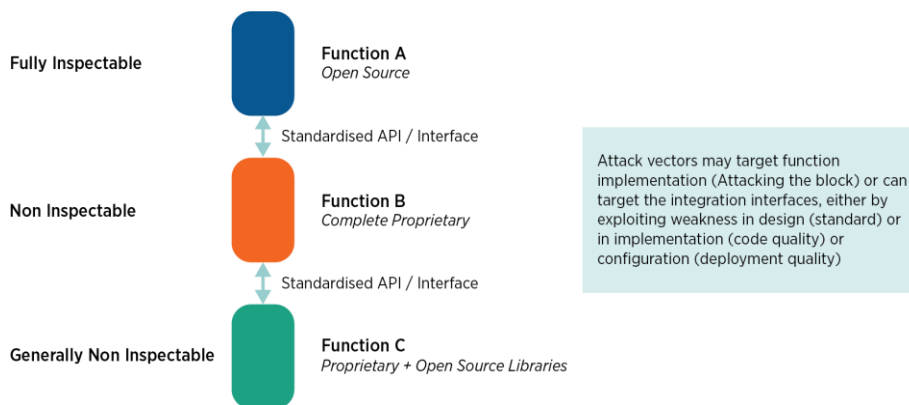 Fully Inspectable
Function A
Open Source
Standardised API / Interface
Non Inspectable
Function B
Complete Proprietary
Standardised API / Interface
Generally Non Inspectable
Function C
Proprietary + Open Source Libraries
Attack vectors may target function
implementation (Attacking the block) or can
target the integration interfaces, either by
exploiting weakness in design (standard) or
in implementation (code quality) or
configuration (deployment quality)